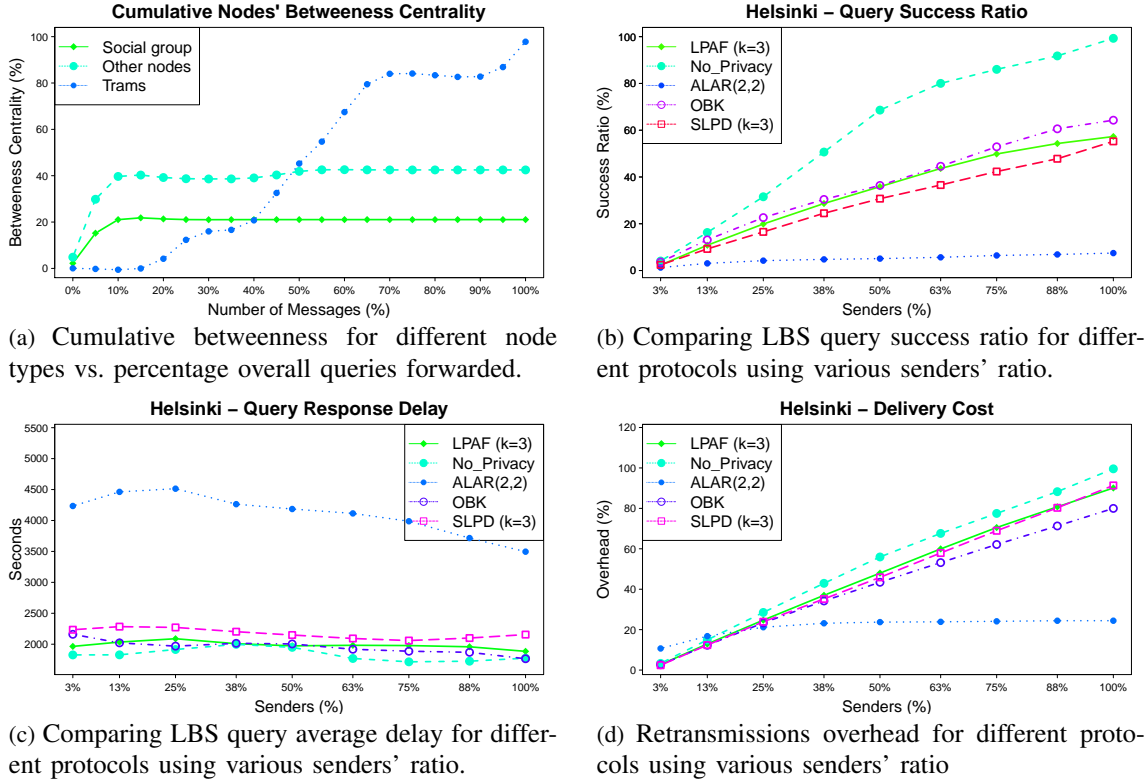 Cumulative Nodes' Betweeness Centrality
Betweeness Centrality (%)
100
80
60
40
20
0
Social group
Other nodes
Trams
0% 10% 20% 30% 40% 50% 60% 70% 80% 90% 100%
Number of Messages (%)
(a) Cumulative betweenness for different node
types vs. percentage overall queries forwarded.
Helsinki – Query Success Ratio
Success Ratio (%)
100
80
60
40
20
0
LPAF (k=3)
No_Privacy
ALAR(2,2)
OBK
SLPD (k=3)
3% 13% 25% 38% 50% 63% 75% 88% 100%
Senders (%)
(b) Comparing LBS query success ratio for differ-
ent protocols using various senders' ratio.
Helsinki – Query Response Delay
Seconds
5500
5000
4500
4000
3500
3000
2500
2000
LPAF (k=3)
No_Privacy
ALAR(2,2)
OBK
SLPD (k=3)
3% 13% 25% 38% 50% 63% 75% 88% 100%
Senders (%)
(c) Comparing LBS query average delay for differ-
ent protocols using various senders' ratio.
Helsinki – Delivery Cost
Overhead (%)
120
100
80
60
40
20
0
LPAF (k=3)
No_Privacy
ALAR(2,2)
OBK
SLPD (k=3)
3% 13% 25% 38% 50% 63% 75% 88% 100%
Senders (%)
(d) Retransmissions overhead for different proto-
cols using various senders' ratio